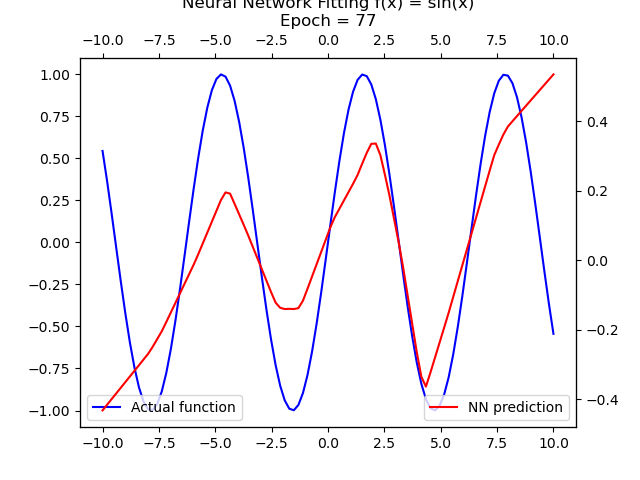 Neural Network Fitting f(x) = sin(x)
Epoch = 77
−10.0 −7.5 −5.0 −2.5 0.0 2.5 5.0 7.5 10.0
1.00
0.75
0.50
0.25
0.00
−0.25
−0.50
−0.75
−1.00
0.4
0.2
0.0
−0.2
−0.4
Actual function
NN prediction
−10.0 −7.5 −5.0 −2.5 0.0 2.5 5.0 7.5 10.0